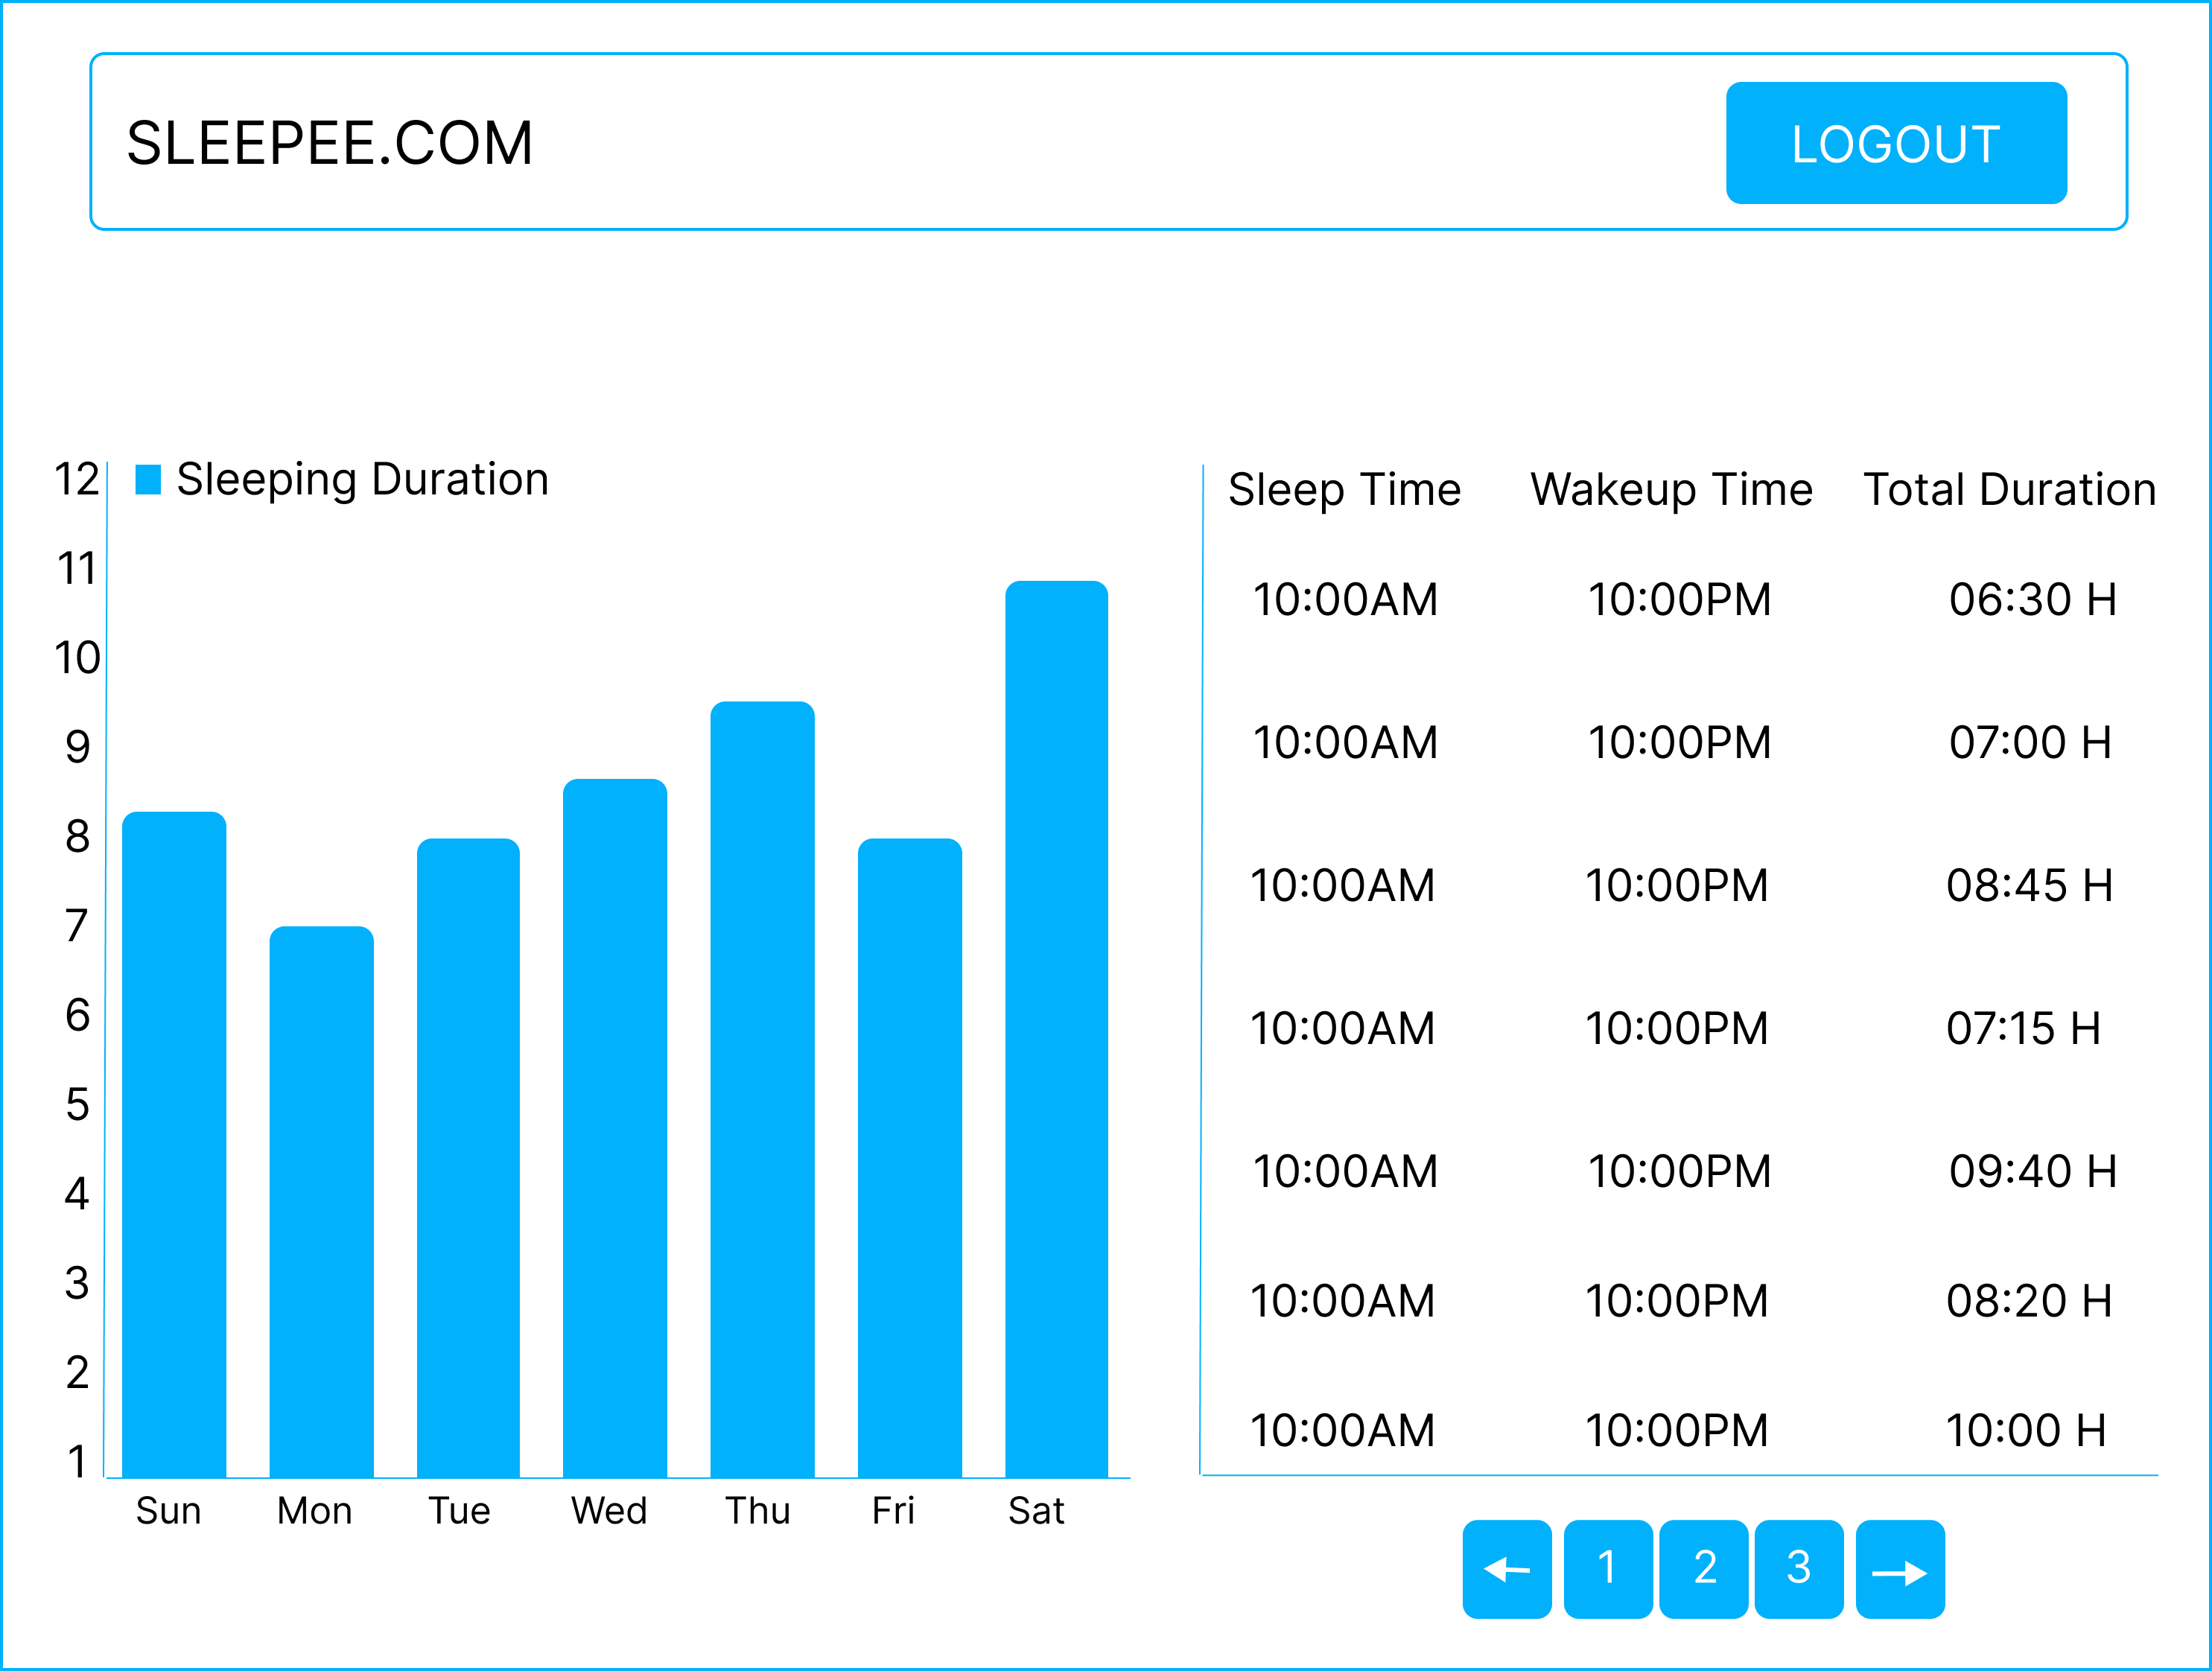 SLEEPEE.COM
LOGOUT
Sleeping Duration
12
11
10
9
8
7
6
5
4
3
2
1
Sun Mon Tue Wed Thu Fri Sat
Sleep Time Wakeup Time Total Duration
10:00AM 10:00PM 06:30 H
10:00AM 10:00PM 07:00 H
10:00AM 10:00PM 08:45 H
10:00AM 10:00PM 07:15 H
10:00AM 10:00PM 09:40 H
10:00AM 10:00PM 08:20 H
10:00AM 10:00PM 10:00 H
1 2 3